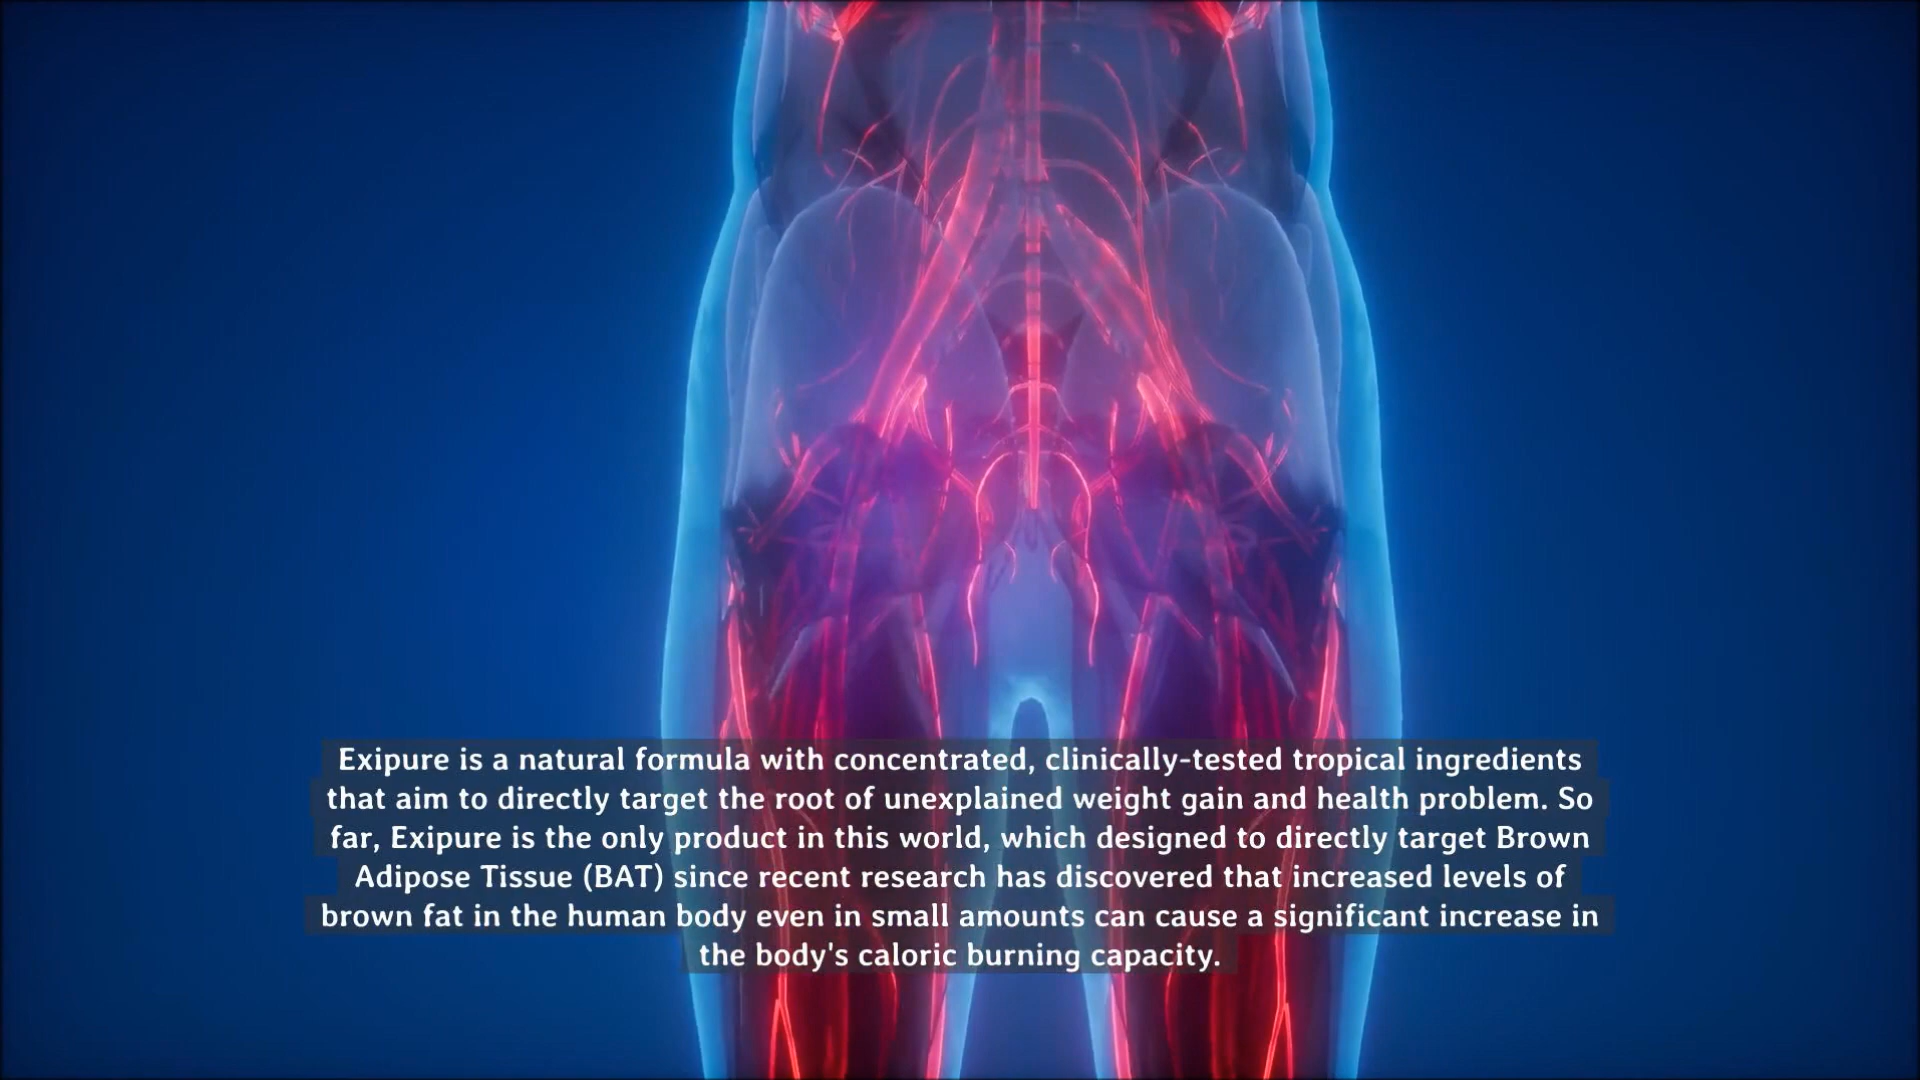 Exipure is a natural formula with concentrated, clinically-tested tropical ingredients
that aim to directly target the root of unexplained weight gain and health problem. So
far, Exipure is the only product in this world, which designed to directly target Brown
Adipose Tissue (BAT) since recent research has discovered that increased levels of
brown fat in the human body even in small amounts can cause a significant increase in
the body's caloric burning capacity.